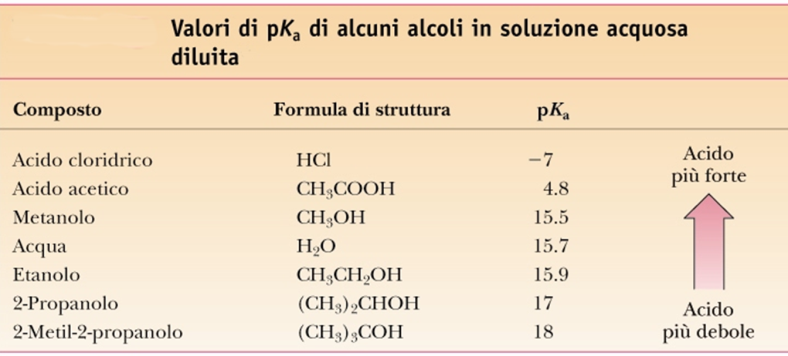 Valori di pKₐ di alcuni alcoli in soluzione acquosa
diluita
Composto Formula di struttura pKₐ
Acido cloridrico HCl −7
Acido acetico CH₃COOH 4.8
Metanolo CH₃OH 15.5
Acqua H₂O 15.7
Etanolo CH₃CH₂OH 15.9
2-Propanolo (CH₃)₂CHOH 17
2-Metil-2-propanolo (CH₃)₃COH 18
Acido
più forte
Acido
più debole